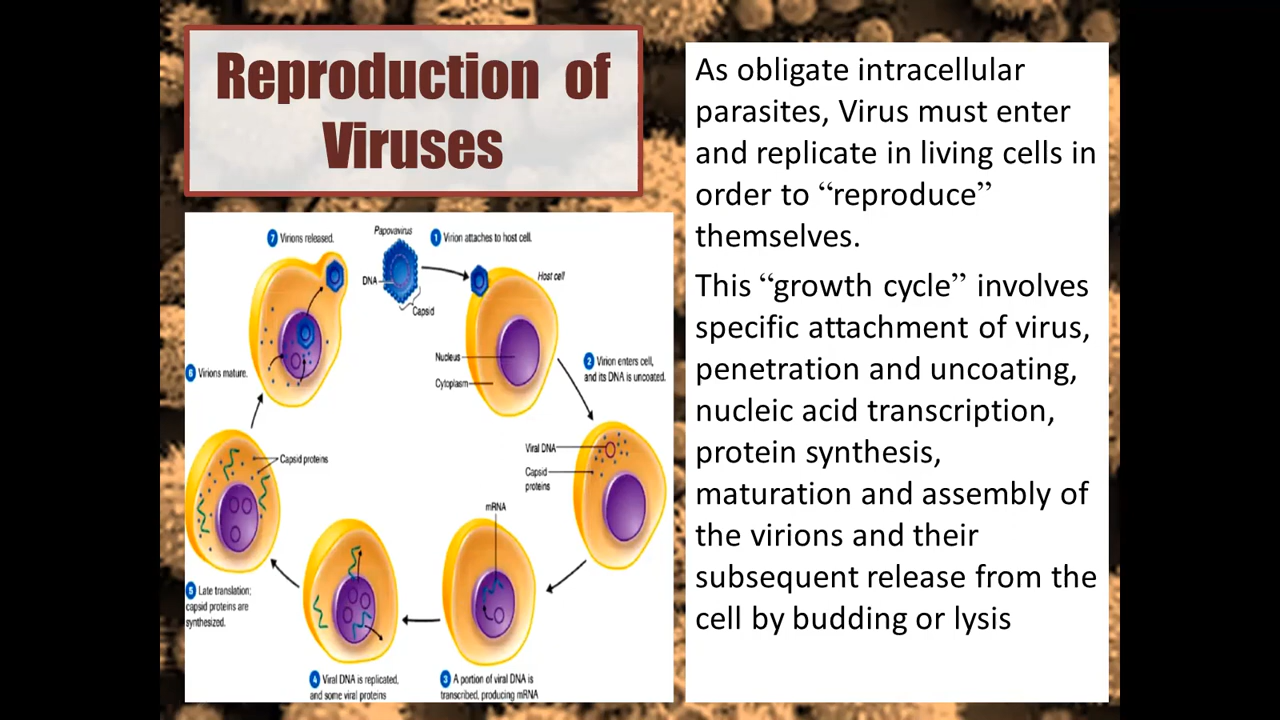 Reproduction of
Viruses
As obligate intracellular
parasites, Virus must enter
and replicate in living cells in
order to “reproduce”
themselves.
This “growth cycle” involves
specific attachment of virus,
penetration and uncoating,
nucleic acid transcription,
protein synthesis,
maturation and assembly of
the virions and their
subsequent release from the
cell by budding or lysis
7 Virions released.
Papovavirus
DNA
Capsid
1 Virion attaches to host cell.
Host cell
Nucleus
Cytoplasm
2 Virion enters cell,
and its DNA is uncoated.
Viral DNA
Capsid
proteins
mRNA
3 A portion of viral DNA is
transcribed, producing mRNA
4 Viral DNA is replicated,
and some viral proteins
5 Late translation;
capsid proteins are
synthesized.
Capsid proteins
6 Virions mature.